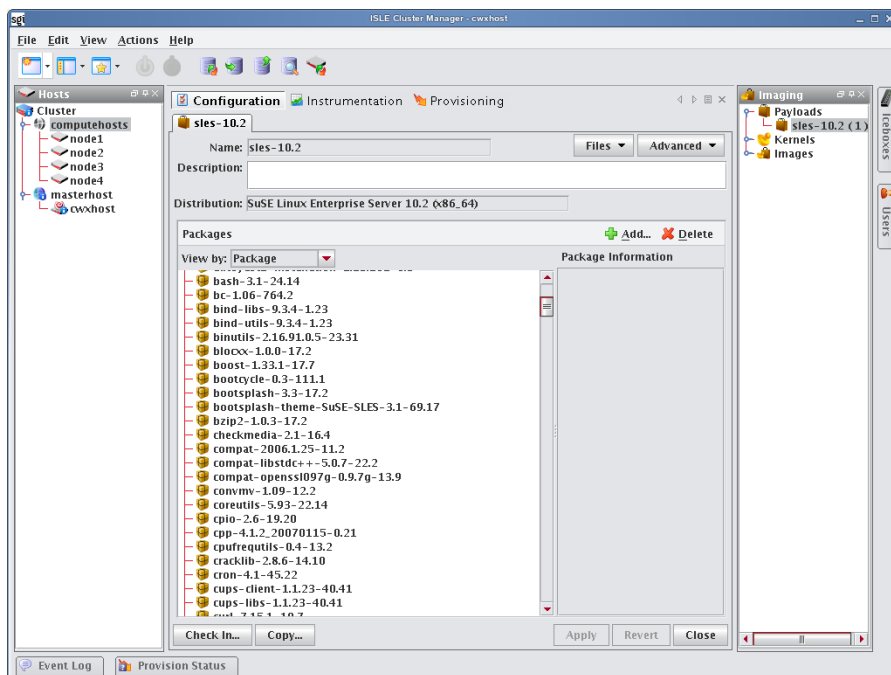 sgi
ISLE Cluster Manager - cwxhost
File Edit View Actions Help
Hosts
Cluster
computehosts
node1
node2
node3
node4
masterhost
cwxhost
Configuration Instrumentation Provisioning
sles-10.2
Name: sles-10.2
Files Advanced
Description:
Distribution: SuSE Linux Enterprise Server 10.2 (x86_64)
Packages
Add... Delete
View by: Package
Package Information
bash-3.1-24.14
bc-1.06-764.2
bind-libs-9.3.4-1.23
bind-utils-9.3.4-1.23
binutils-2.16.91.0.5-23.31
blocxx-1.0.0-17.2
boost-1.33.1-17.7
bootcycle-0.3-111.1
bootsplash-3.3-17.2
bootsplash-theme-SuSE-SLES-3.1-69.17
bzip2-1.0.3-17.2
checkmedia-2.1-16.4
compat-2006.1.25-11.2
compat-libstdc++-5.0.7-22.2
compat-openssl097g-0.9.7g-13.9
convmv-1.09-12.2
coreutils-5.93-22.14
cpio-2.6-19.20
cpp-4.1.2_20070115-0.21
cpufrequtils-0.4-13.2
cracklib-2.8.6-14.10
cron-4.1-45.22
cups-client-1.1.23-40.41
cups-libs-1.1.23-40.41
Check In... Copy...
Apply Revert Close
Imaging
Payloads
sles-10.2 (1)
Kernels
Images
Iceboxes
Users
Event Log
Provision Status